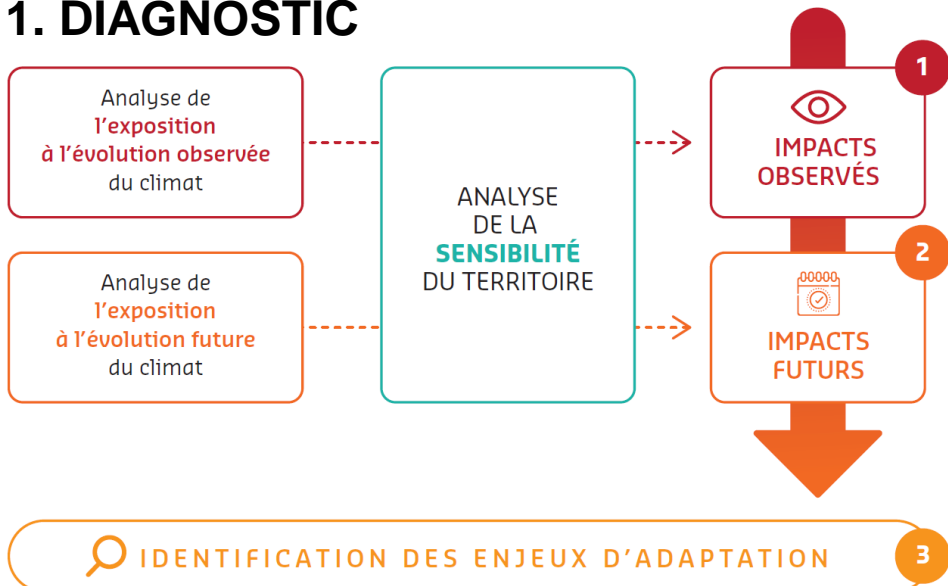 1. DIAGNOSTIC
Analyse de
l'exposition
à l'évolution observée
du climat
ANALYSE
DE LA
SENSIBILITÉ
DU TERRITOIRE
1
IMPACTS
OBSERVÉS
Analyse de
l'exposition
à l'évolution future
du climat
2
IMPACTS
FUTURS
IDENTIFICATION DES ENJEUX D'ADAPTATION
3